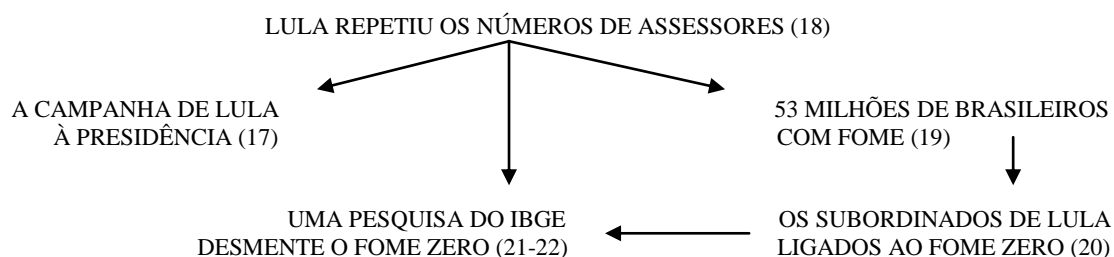 LULA REPETIU OS NÚMEROS DE ASSESSORES (18)
A CAMPANHA DE LULA
À PRESIDÊNCIA (17)
53 MILHÕES DE BRASILEIROS
COM FOME (19)
UMA PESQUISA DO IBGE
DESMENTE O FOME ZERO (21-22)
OS SUBORDINADOS DE LULA
LIGADOS AO FOME ZERO (20)